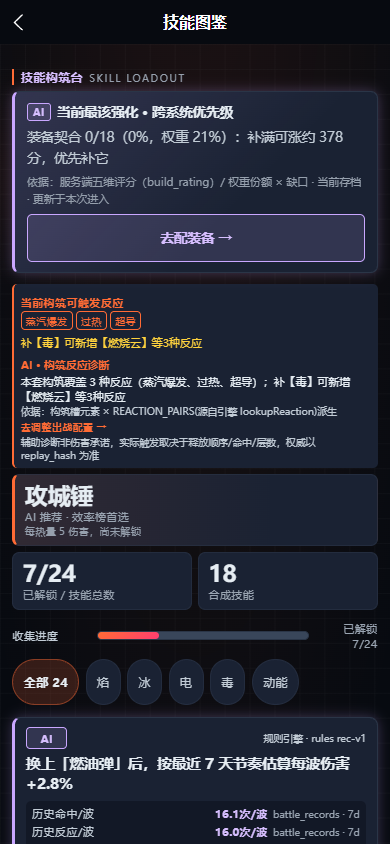 技能图鉴
技能构筑台 SKILL LOADOUT
AI 当前最该强化 • 跨系统优先级
装备契合 0/18（0%，权重 21%）：补满可涨约 378
分，优先补它
依据：服务端五维评分（build_rating）/ 权重份额 × 缺口 · 当前存档
· 更新于本次进入
去配装备 →
当前构筑可触发反应
蒸汽爆发 过热 超导
补【毒】可新增【燃烧云】等3种反应
AI • 构筑反应诊断
本套构筑覆盖 3 种反应（蒸汽爆发、过热、超导）；补【毒】可新增
【燃烧云】等3种反应
依据：构筑槽元素 × REACTION_PAIRS(源自引擎 lookupReaction)派生
去调整出战配置 →
辅助诊断非伤害承诺，实际触发取决于释放顺序/命中/层数，权威以
replay_hash 为准
攻城锤
AI 推荐 · 效率榜首选
每热量 5 伤害，尚未解锁
7/24
已解锁 / 技能总数
18
合成技能
收集进度
已解锁
7/24
全部 24 焰 冰 电 毒 动能
AI 规则引擎 · rules rec-v1
换上「燃油弹」后，按最近 7 天节奏估算每波伤害
+2.8%
历史命中/波 16.1次/波 battle_records · 7d
历史反应/波 16.0次/波 battle_records · 7d